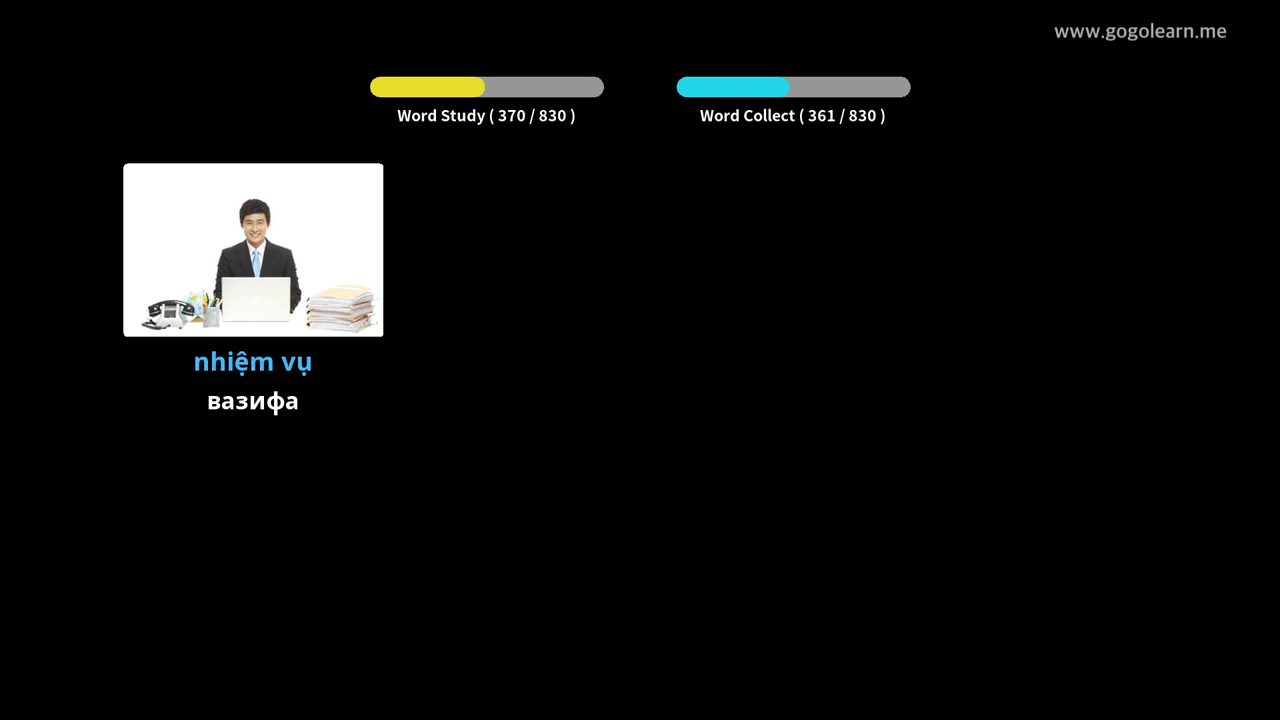 www.gogolearn.me
Word Study ( 370 / 830 )
Word Collect ( 361 / 830 )
nhiệm vụ
вазифа